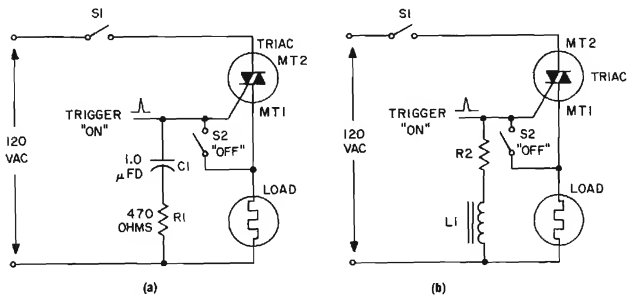 S1
TRIAC
MT2
TRIGGER
"ON"
MT1
S2
"OFF"
120
VAC
1.0
µFD
C1
470
OHMS
R1
LOAD
(a)
S1
MT2
TRIAC
TRIGGER
"ON"
MT1
S2
"OFF"
120
VAC
R2
L1
LOAD
(b)